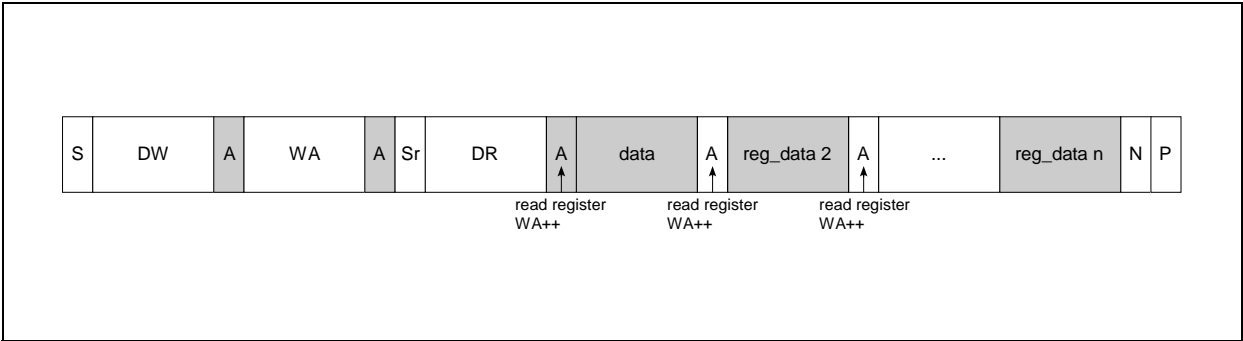 S DW A WA A Sr DR A data A reg_data 2 A ... reg_data n N P
read register read register read register
WA++ WA++ WA++